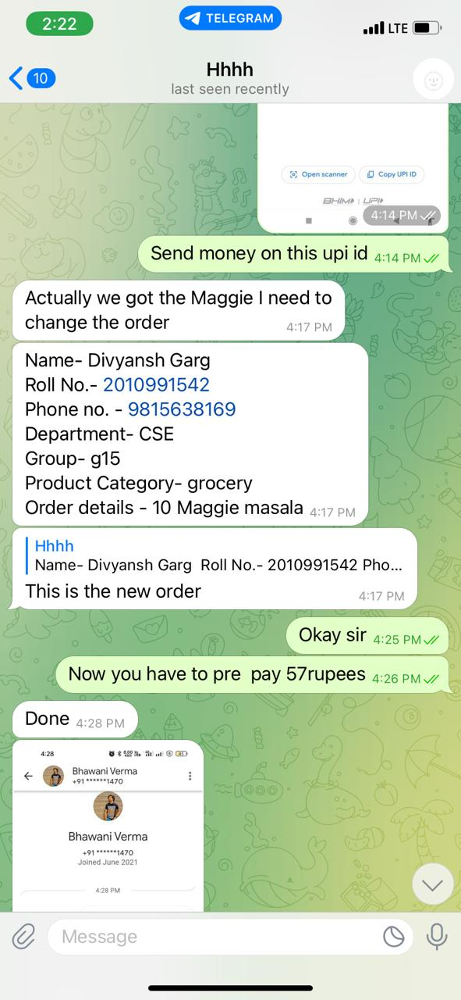 2:22
TELEGRAM
LTE
10
Hhhh
last seen recently
Open scanner
Copy UPI ID
BHIM UPI
4:14 PM
Send money on this upi id 4:14 PM
Actually we got the Maggie I need to
change the order 4:17 PM
Name- Divyansh Garg
Roll No.- 2010991542
Phone no. - 9815638169
Department- CSE
Group- g15
Product Category- grocery
Order details - 10 Maggie masala 4:17 PM
Hhhh
Name- Divyansh Garg Roll No.- 2010991542 Pho...
This is the new order 4:17 PM
Okay sir 4:25 PM
Now you have to pre pay 57rupees 4:26 PM
Done 4:28 PM
4:28
Bhawani Verma
+91 ******1470
Bhawani Verma
+91 ******1470
Joined June 2021
4:28 PM
Message